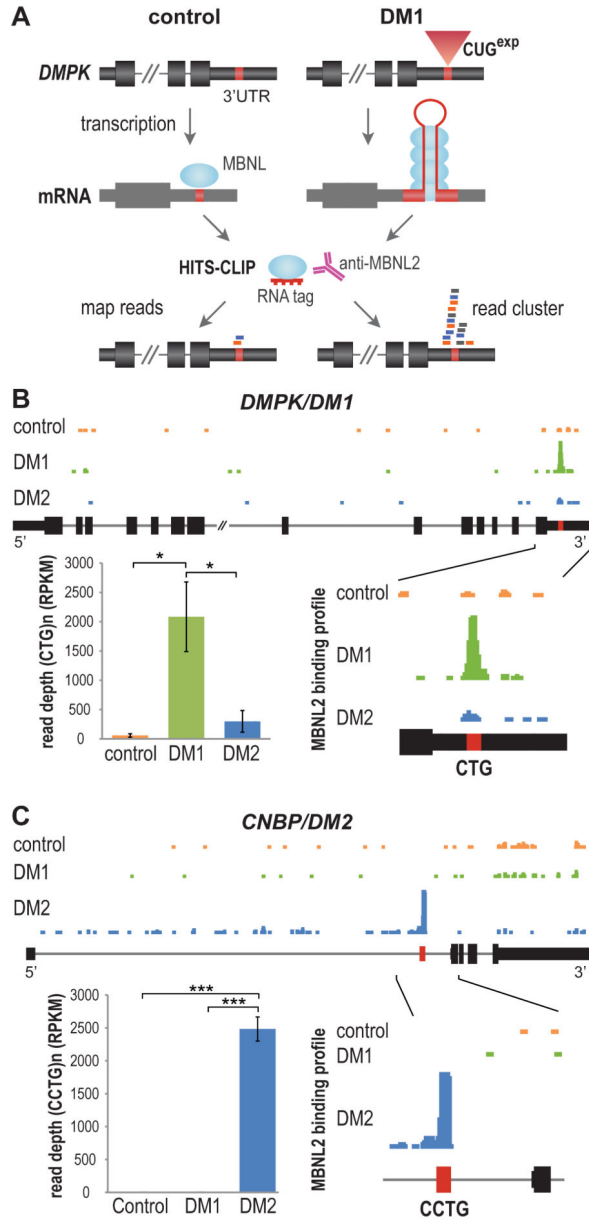 A
control
DM1
DMPK
CUGexp
3'UTR
transcription
MBNL
mRNA
HITS-CLIP
anti-MBNL2
RNA tag
map reads
read cluster
B
DMPK/DM1
control
DM1
DM2
5'
3'
read depth (CTG)n (RPKM)
3000
2500
2000
1500
1000
500
0
* *
control DM1 DM2
MBNL2 binding profile
control
DM1
DM2
CTG
C
CNBP/DM2
control
DM1
DM2
5'
3'
read depth (CCTG)n (RPKM)
3000
2500
2000
1500
1000
500
0
***
***
Control DM1 DM2
MBNL2 binding profile
control
DM1
DM2
CCTG